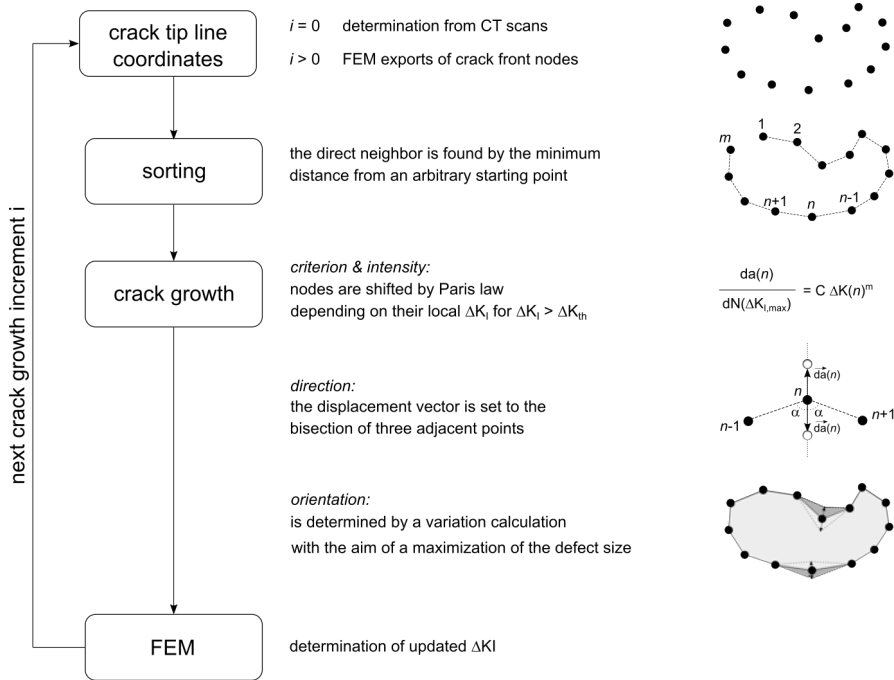 crack tip line
coordinates
i = 0 determination from CT scans
i > 0 FEM exports of crack front nodes
sorting
the direct neighbor is found by the minimum
distance from an arbitrary starting point
1
2
m
n+1
n
n-1
crack growth
criterion & intensity:
nodes are shifted by Paris law
depending on their local ΔK_I for ΔK_I > ΔK_th
da(n)
dN(ΔK_I,max)
= C ΔK(n)^m
direction:
the displacement vector is set to the
bisection of three adjacent points
da(n)
n
α α
n-1
n+1
da(n)
orientation:
is determined by a variation calculation
with the aim of a maximization of the defect size
FEM
determination of updated ΔKI
next crack growth increment i